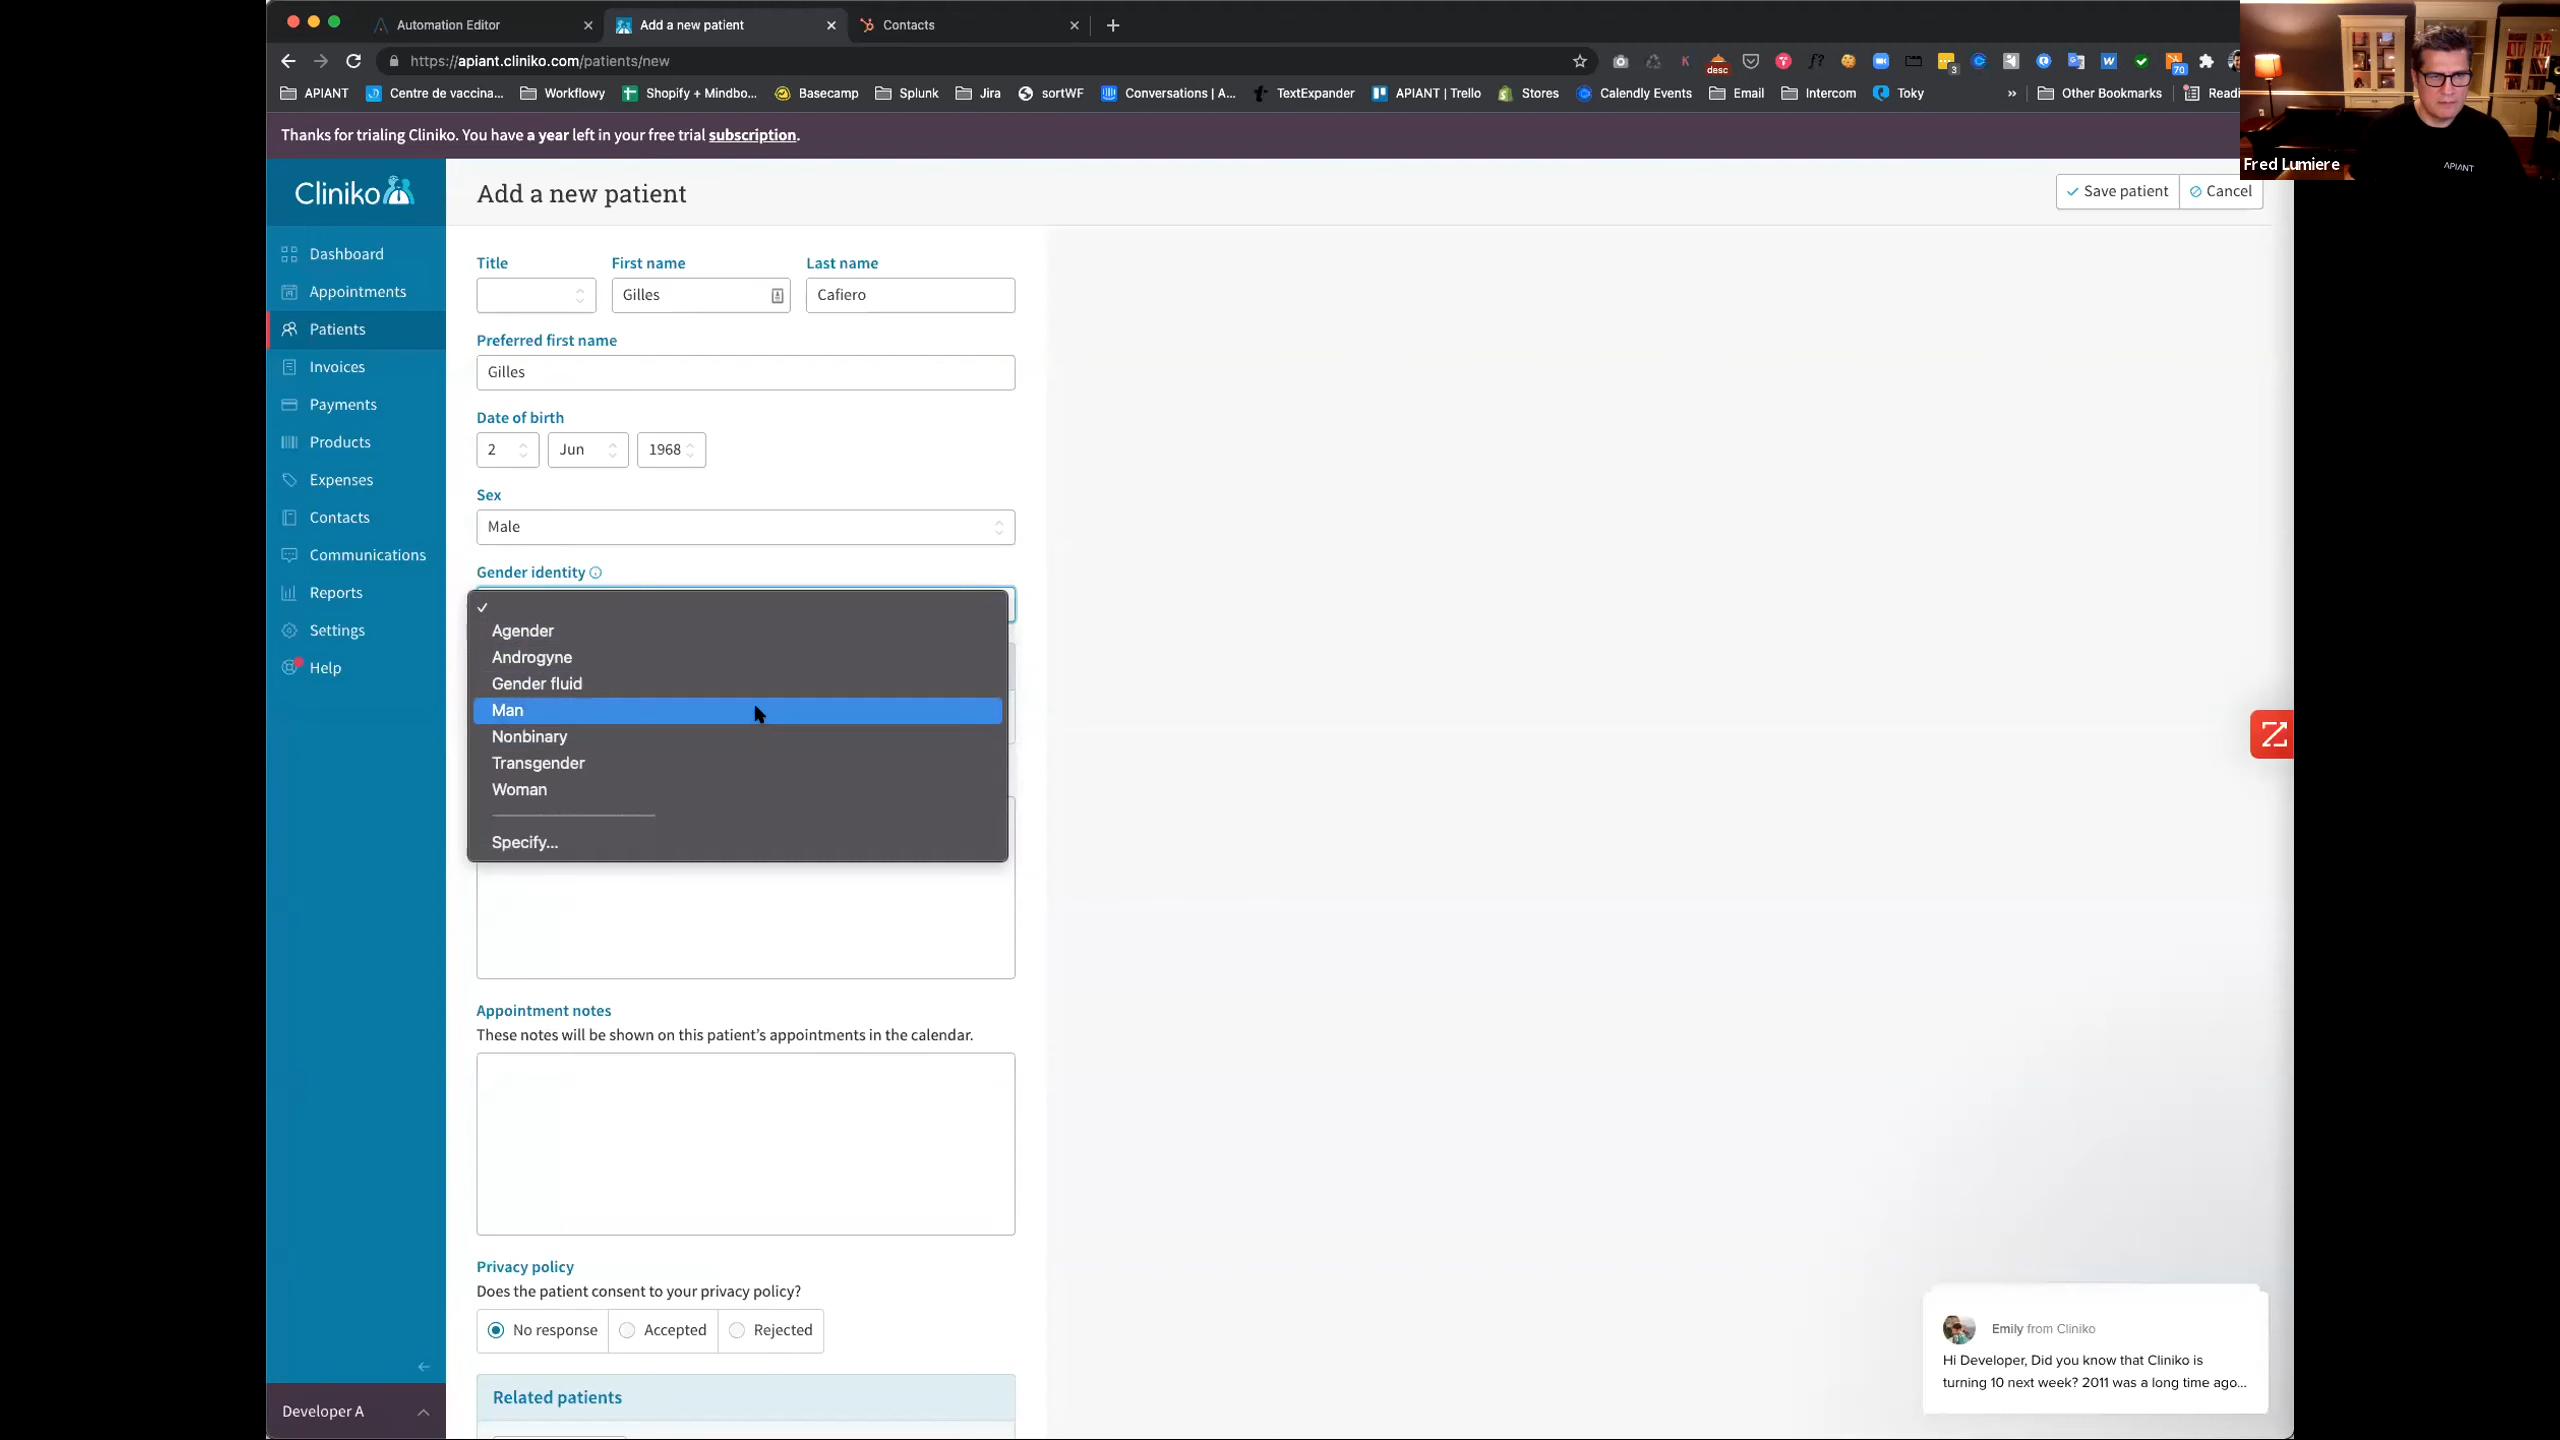 Automation Editor
Add a new patient
Contacts
https://apiant.cliniko.com/patients/new
desc
3
70
APIANT
Centre de vaccina...
Workflowy
Shopify + Mindbo...
Basecamp
Splunk
Jira
sortWF
Conversations | A...
TextExpander
APIANT | Trello
Stores
Calendly Events
Email
Intercom
Toky
»
Other Bookmarks
Readi
Fred Lumiere
APIANT
Thanks for trialing Cliniko. You have a year left in your free trial subscription.
Cliniko
Dashboard
Appointments
Patients
Invoices
Payments
Products
Expenses
Contacts
Communications
Reports
Settings
Help
Developer A
Add a new patient
Save patient
Cancel
Title
First name
Last name
Gilles
Cafiero
Preferred first name
Gilles
Date of birth
2 Jun 1968
Sex
Male
Gender identity
Agender
Androgyne
Gender fluid
Man
Nonbinary
Transgender
Woman
Specify...
Appointment notes
These notes will be shown on this patient's appointments in the calendar.
Privacy policy
Does the patient consent to your privacy policy?
No response
Accepted
Rejected
Related patients
Emily from Cliniko
Hi Developer, Did you know that Cliniko is
turning 10 next week? 2011 was a long time ago...